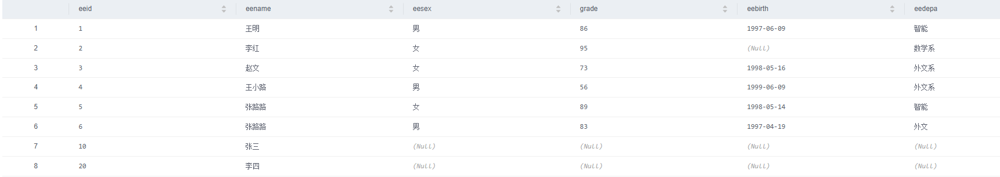 eeid eename eesex grade eebirth eedepa
1 1 王明 男 86 1997-06-09 智能
2 2 李红 女 95 (Null) 数学系
3 3 赵文 女 73 1998-05-16 外文系
4 4 王小路 男 56 1999-06-09 外文系
5 5 张路路 女 89 1998-05-14 智能
6 6 张路路 男 83 1997-04-19 外文
7 10 张三 (Null) (Null) (Null) (Null)
8 20 李四 (Null) (Null) (Null) (Null)